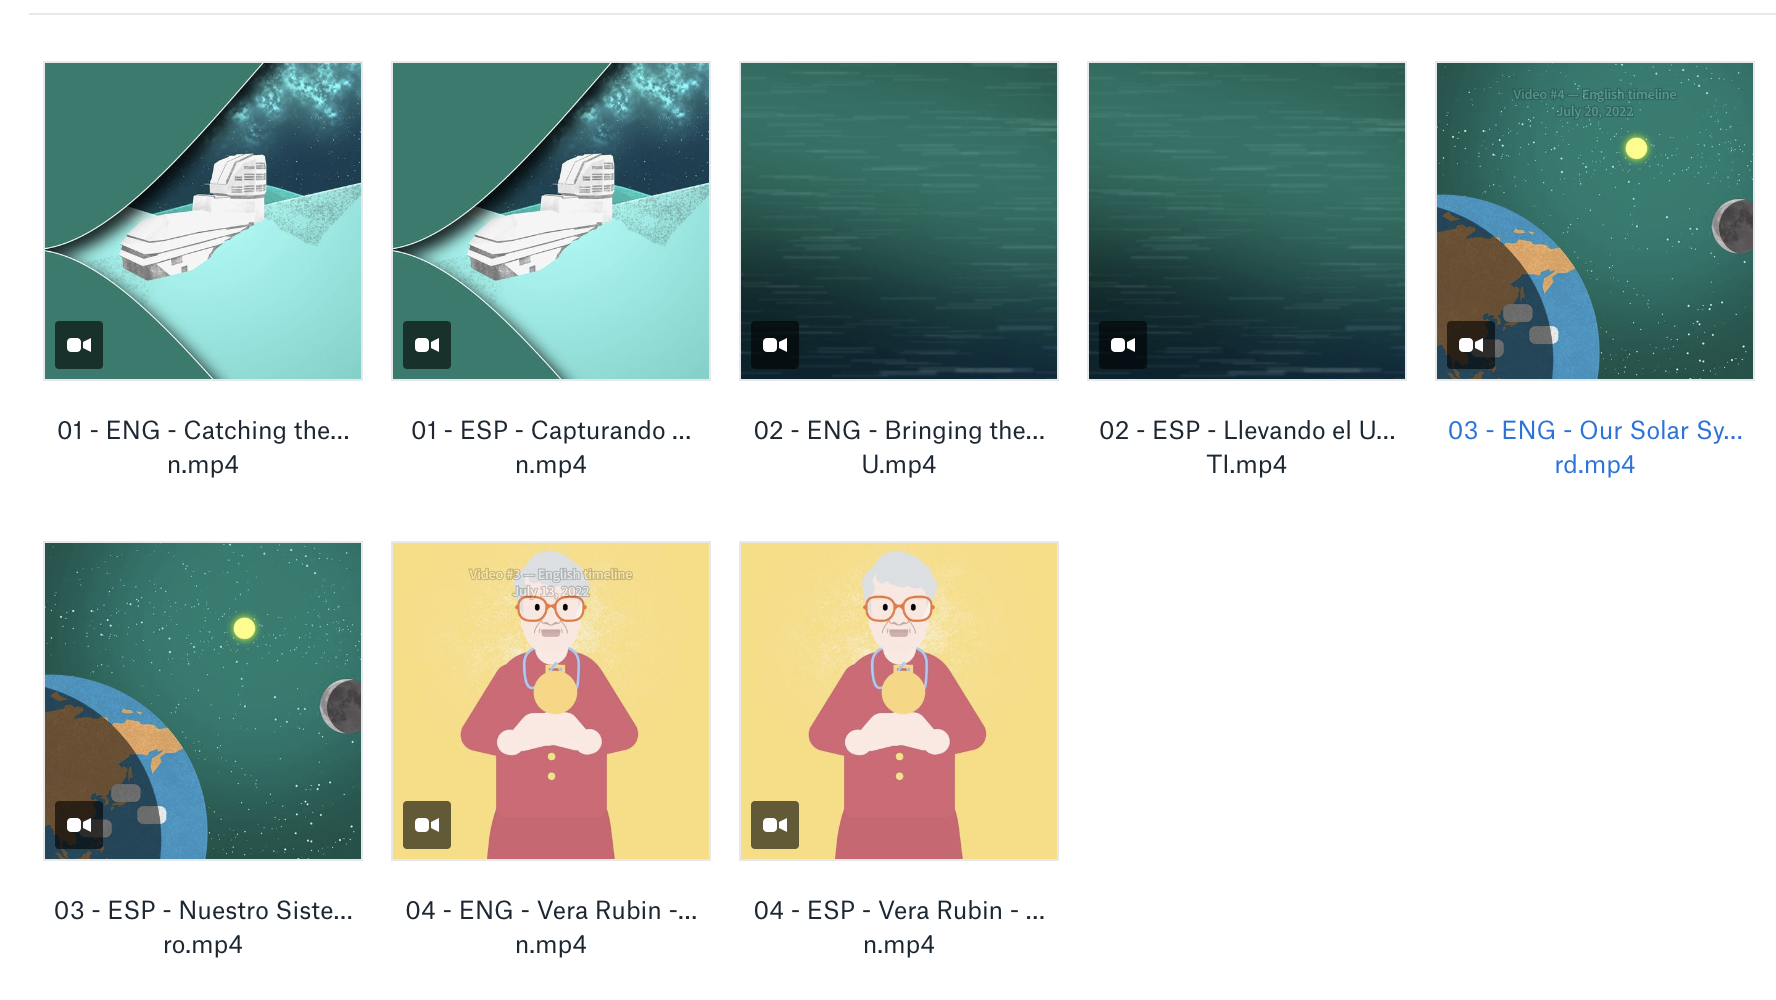 Video #4 — English timeline
July 20, 2022
01 - ENG - Catching the...
n.mp4
01 - ESP - Capturando ...
n.mp4
02 - ENG - Bringing the...
U.mp4
02 - ESP - Llevando el U...
TI.mp4
03 - ENG - Our Solar Sy...
rd.mp4
Video #3 — English timeline
July 13, 2022
03 - ESP - Nuestro Siste...
ro.mp4
04 - ENG - Vera Rubin -...
n.mp4
04 - ESP - Vera Rubin - ...
n.mp4